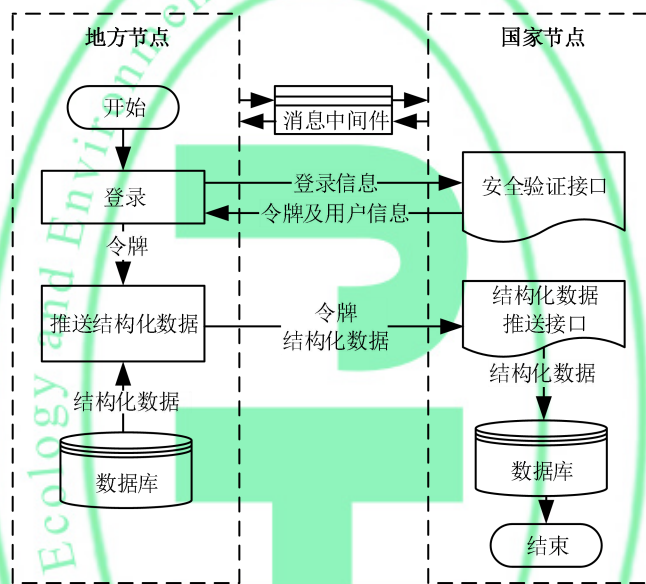 地方节点
国家节点
开始
消息中间件
登录
登录信息
令牌及用户信息
安全验证接口
令牌
推送结构化数据
令牌
结构化数据
结构化数据
推送接口
结构化数据
结构化数据
数据库
数据库
结束
Ecology and Environmen